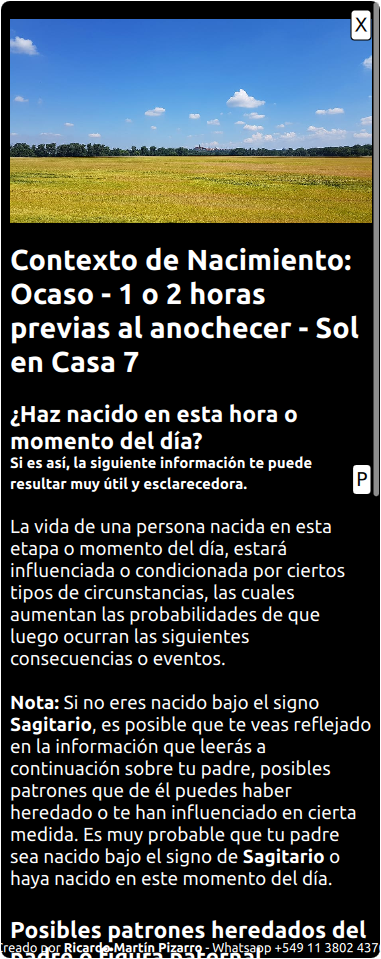 X
Contexto de Nacimiento:
Ocaso - 1 o 2 horas
previas al anochecer - Sol
en Casa 7
¿Haz nacido en esta hora o
momento del día?
Si es así, la siguiente información te puede
resultar muy útil y esclarecedora.
P
La vida de una persona nacida en esta
etapa o momento del día, estará
influenciada o condicionada por ciertos
tipos de circunstancias, las cuales
aumentan las probabilidades de que
luego ocurran las siguientes
consecuencias o eventos.
Nota: Si no eres nacido bajo el signo
Sagitario, es posible que te veas reflejado
en la información que leerás a
continuación sobre tu padre, posibles
patrones que de él puedes haber
heredado o te han influenciado en cierta
medida. Es muy probable que tu padre
sea nacido bajo el signo de Sagitario o
haya nacido en este momento del día.
Posibles patrones heredados del
padre o figura paternal
reado por Ricardo Martín Pizarro - Whatsapp +549 11 3802 437